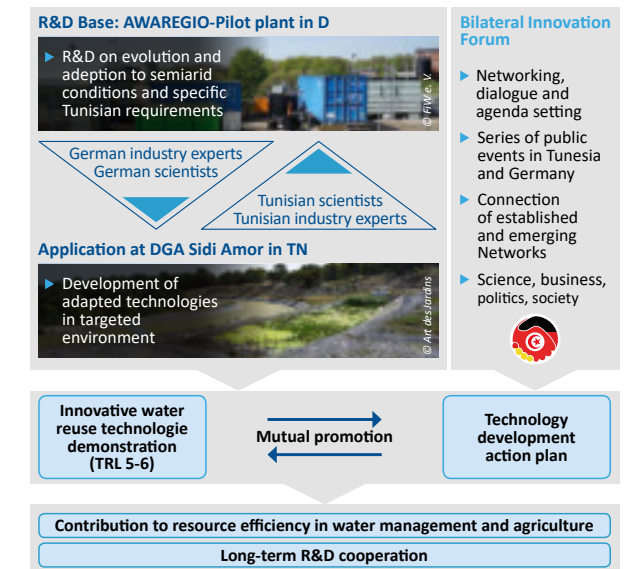 R&D Base: AWAREGIO-Pilot plant in D
R&D on evolution and
adeption to semiarid
conditions and specific
Tunisian requirements
© FiW e. V.
German industry experts
German scientists
Tunisian scientists
Tunisian industry experts
Application at DGA Sidi Amor in TN
Development of
adapted technologies
in targeted
environment
© Art des Jardins
Bilateral Innovation
Forum
Networking,
dialogue and
agenda setting
Series of public
events in Tunesia
and Germany
Connection
of established
and emerging
Networks
Science, business,
politics, society
Innovative water
reuse technologie
demonstration
(TRL 5-6)
Mutual promotion
Technology
development
action plan
Contribution to resource efficiency in water management and agriculture
Long-term R&D cooperation